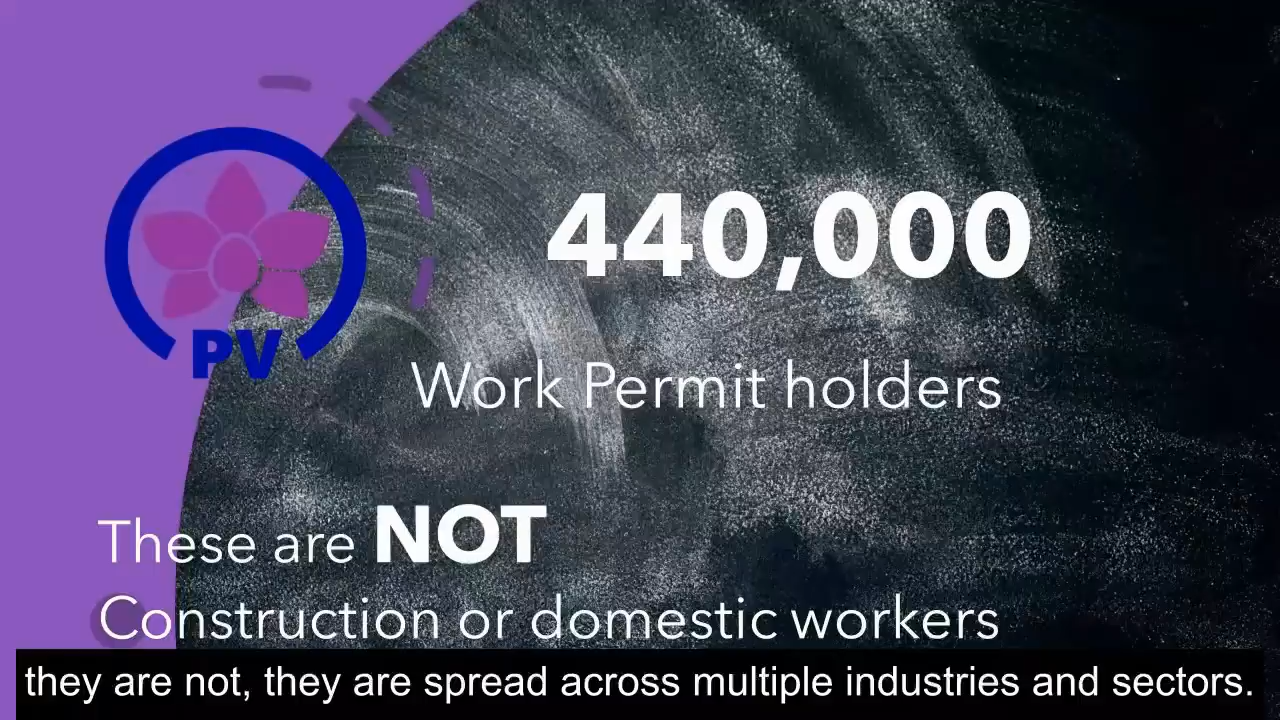 PV
440,000
Work Permit holders
These are NOT
Construction or domestic workers
they are not, they are spread across multiple industries and sectors.